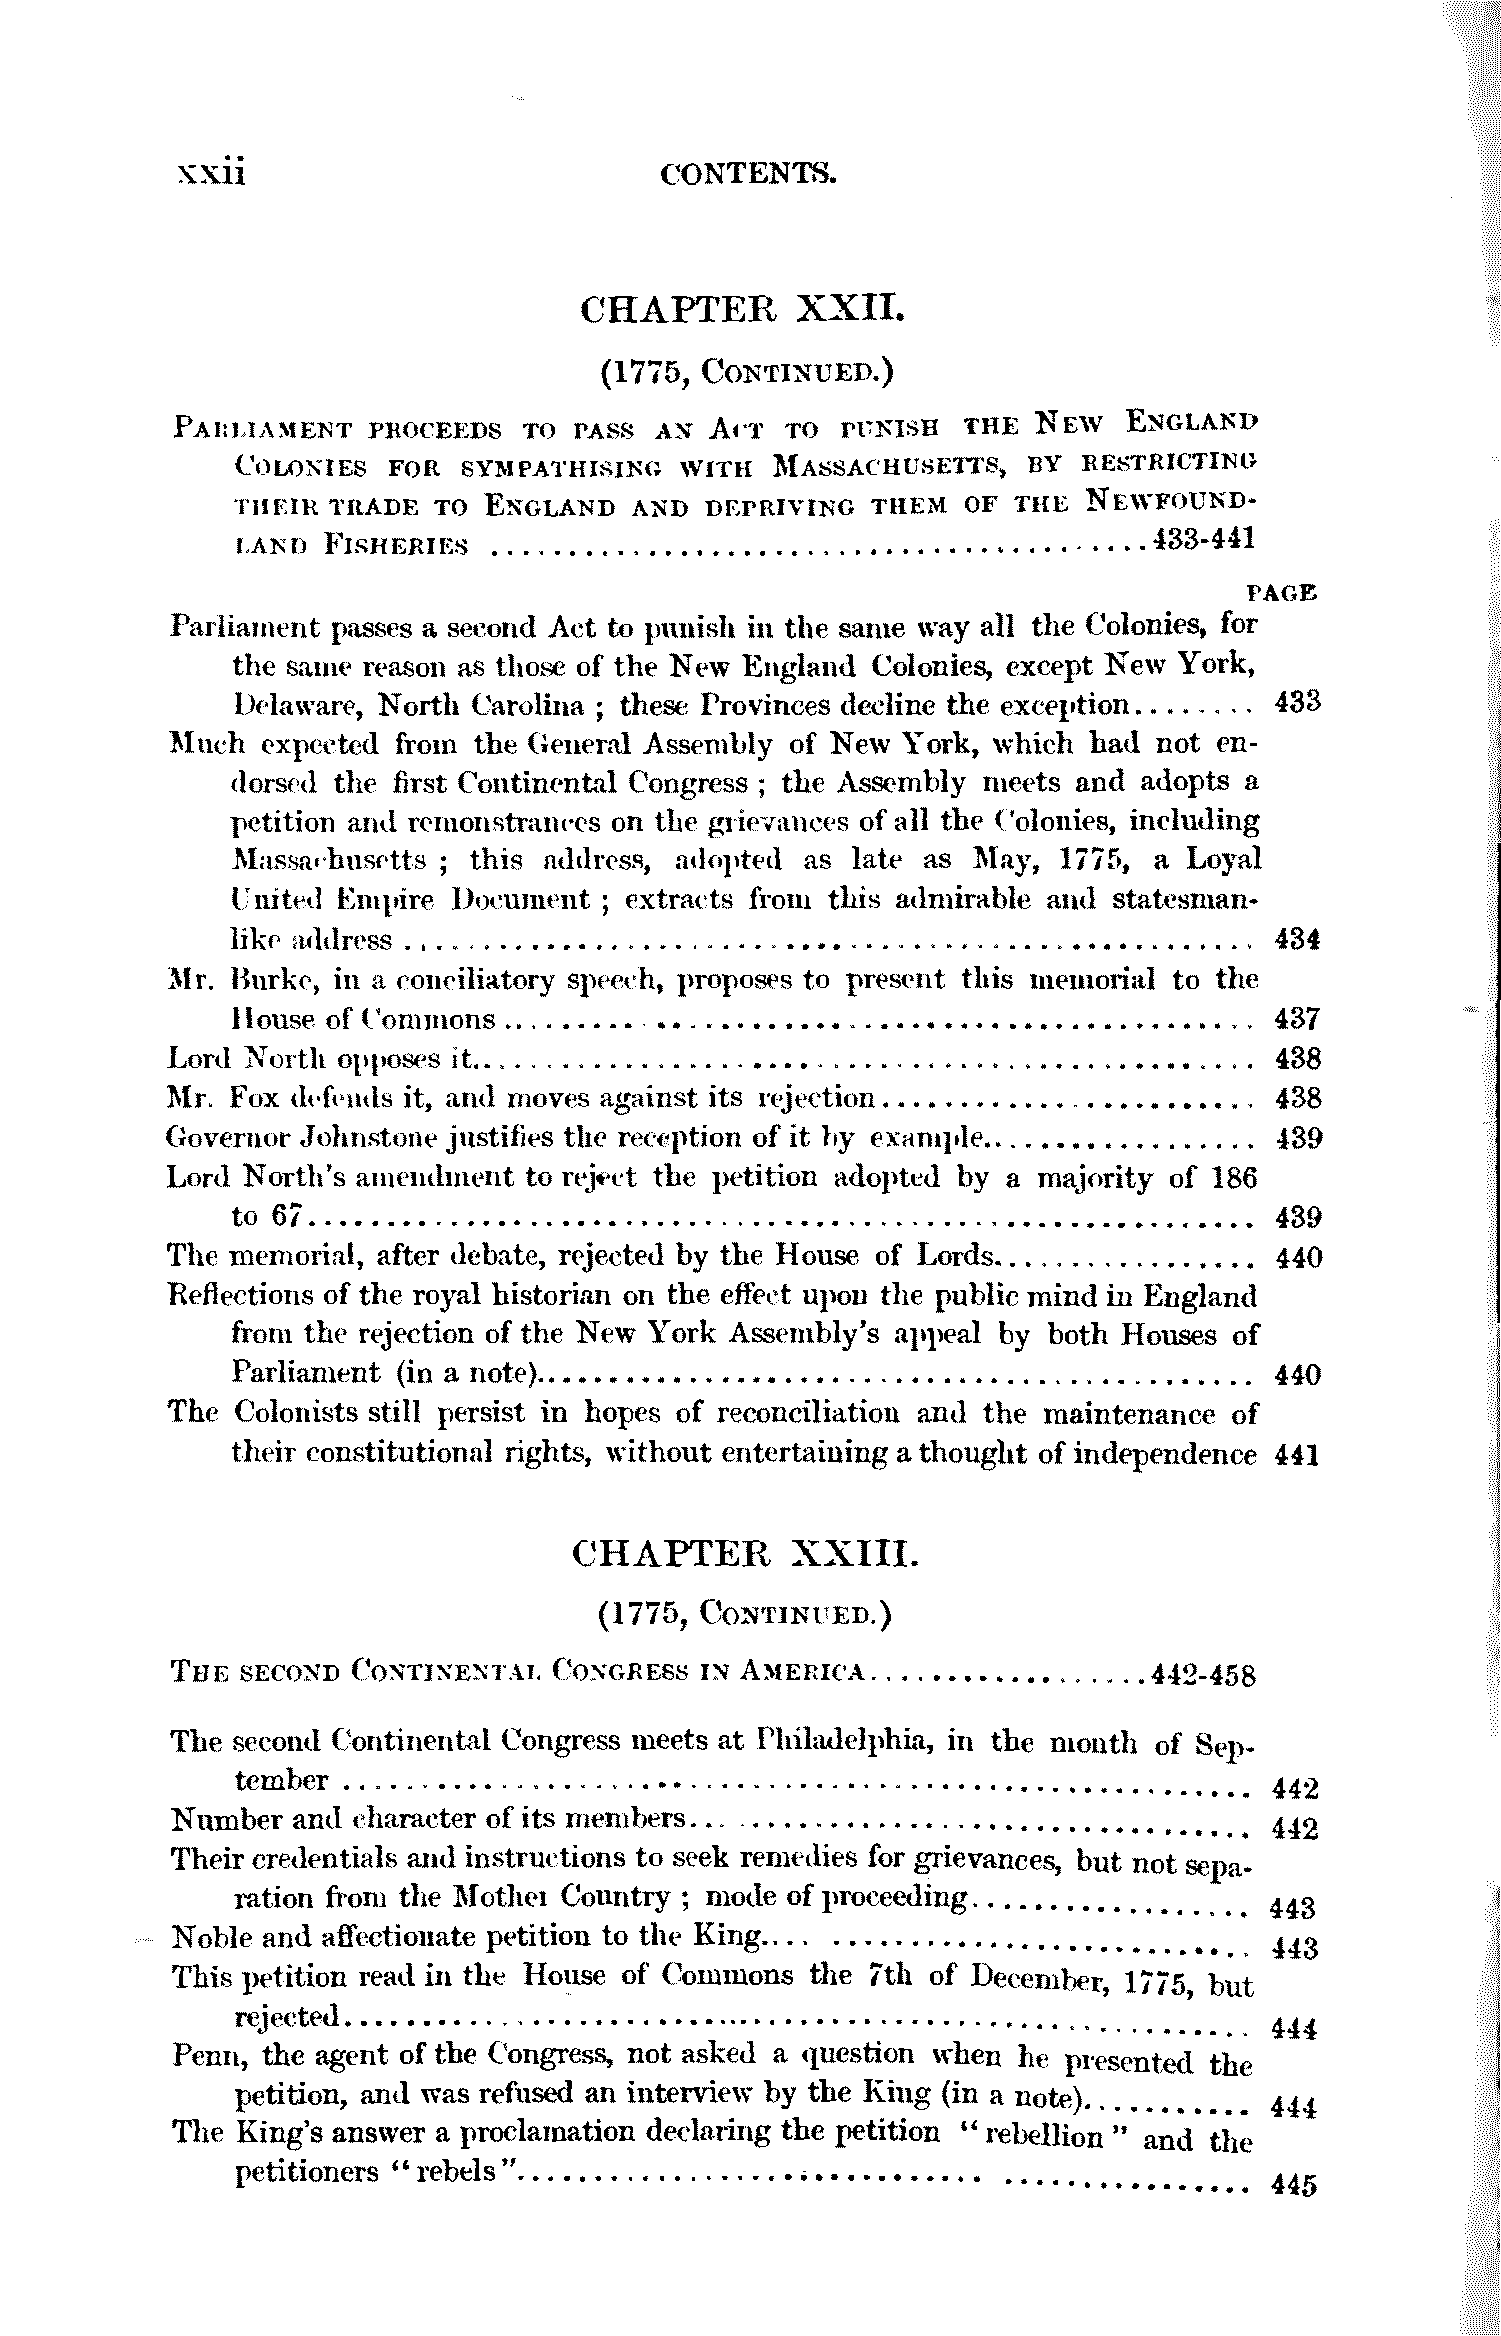 xxii CONTENTS.
CHAPTER XXII.
(1775, CONTINUED.)
PARLIAMENT PROCEEDS TO PASS AN ACT TO PUNISH THE NEW ENGLAND
COLONIES FOR SYMPATHISING WITH MASSACHUSETTS, BY RESTRICTING
THEIR TRADE TO ENGLAND AND DEPRIVING THEM OF THE NEWFOUND-
LAND FISHERIES ........................................... 433-441
PAGE
Parliament passes a second Act to punish in the same way all the Colonies, for
the same reason as those of the New England Colonies, except New York,
Delaware, North Carolina ; these Provinces decline the exception........ 433
Much expected from the General Assembly of New York, which had not en-
dorsed the first Continental Congress ; the Assembly meets and adopts a
petition and remonstrances on the grievances of all the Colonies, including
Massachusetts ; this address, adopted as late as May, 1775, a Loyal
United Empire Document ; extracts from this admirable and statesman-
like address ...................................................... 434
Mr. Burke, in a conciliatory speech, proposes to present this memorial to the
House of Commons ................................................ 437
Lord North opposes it.................................................. 438
Mr. Fox defends it, and moves against its rejection........................ 438
Governor Johnstone justifies the reception of it by example.................. 439
Lord North's amendment to reject the petition adopted by a majority of 186
to 67............................................................ 439
The memorial, after debate, rejected by the House of Lords................. 440
Reflections of the royal historian on the effect upon the public mind in England
from the rejection of the New York Assembly's appeal by both Houses of
Parliament (in a note)............................................. 440
The Colonists still persist in hopes of reconciliation and the maintenance of
their constitutional rights, without entertaining a thought of independence 441
CHAPTER XXIII.
(1775, CONTINUED.)
THE SECOND CONTINENTAL CONGRESS IN AMERICA.................. 442-458
The second Continental Congress meets at Philadelphia, in the month of Sep-
tember .......................................................... 442
Number and character of its members.................................... 442
Their credentials and instructions to seek remedies for grievances, but not sepa-
ration from the Mother Country ; mode of proceeding.................. 443
Noble and affectionate petition to the King.... ........................... 443
This petition read in the House of Commons the 7th of December, 1775, but
rejected.......................................................... 444
Penn, the agent of the Congress, not asked a question when he presented the
petition, and was refused an interview by the King (in a note)........... 444
The King's answer a proclamation declaring the petition "rebellion" and the
petitioners "rebels".............................. ................ 445